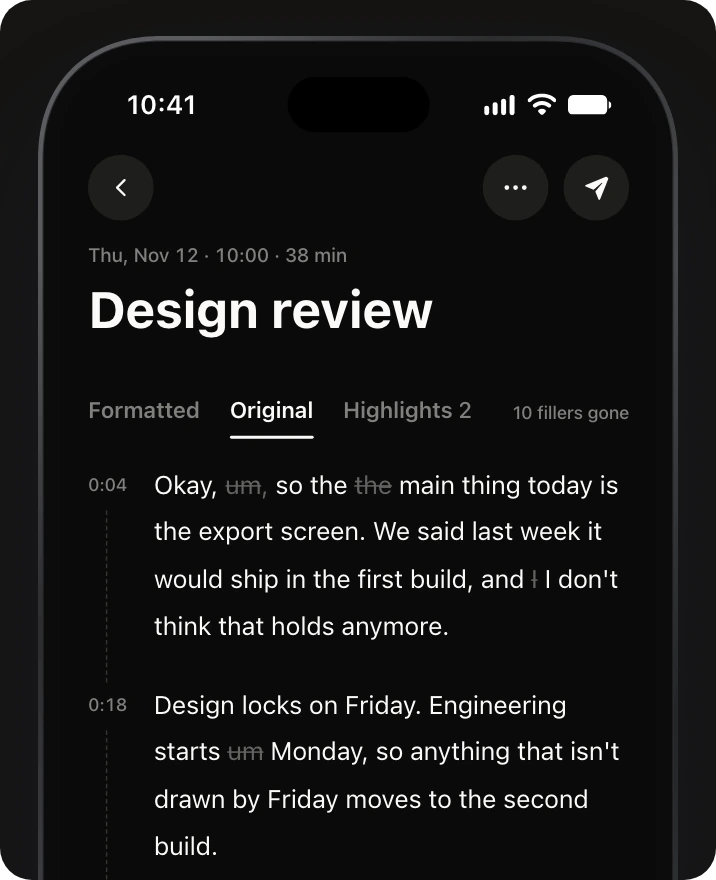 10:41
Thu, Nov 12 · 10:00 · 38 min
Design review
Formatted Original Highlights 2 10 fillers gone
0:04 Okay, um, so the the main thing today is
the export screen. We said last week it
would ship in the first build, and I I don't
think that holds anymore.
0:18 Design locks on Friday. Engineering
starts um Monday, so anything that isn't
drawn by Friday moves to the second
build.